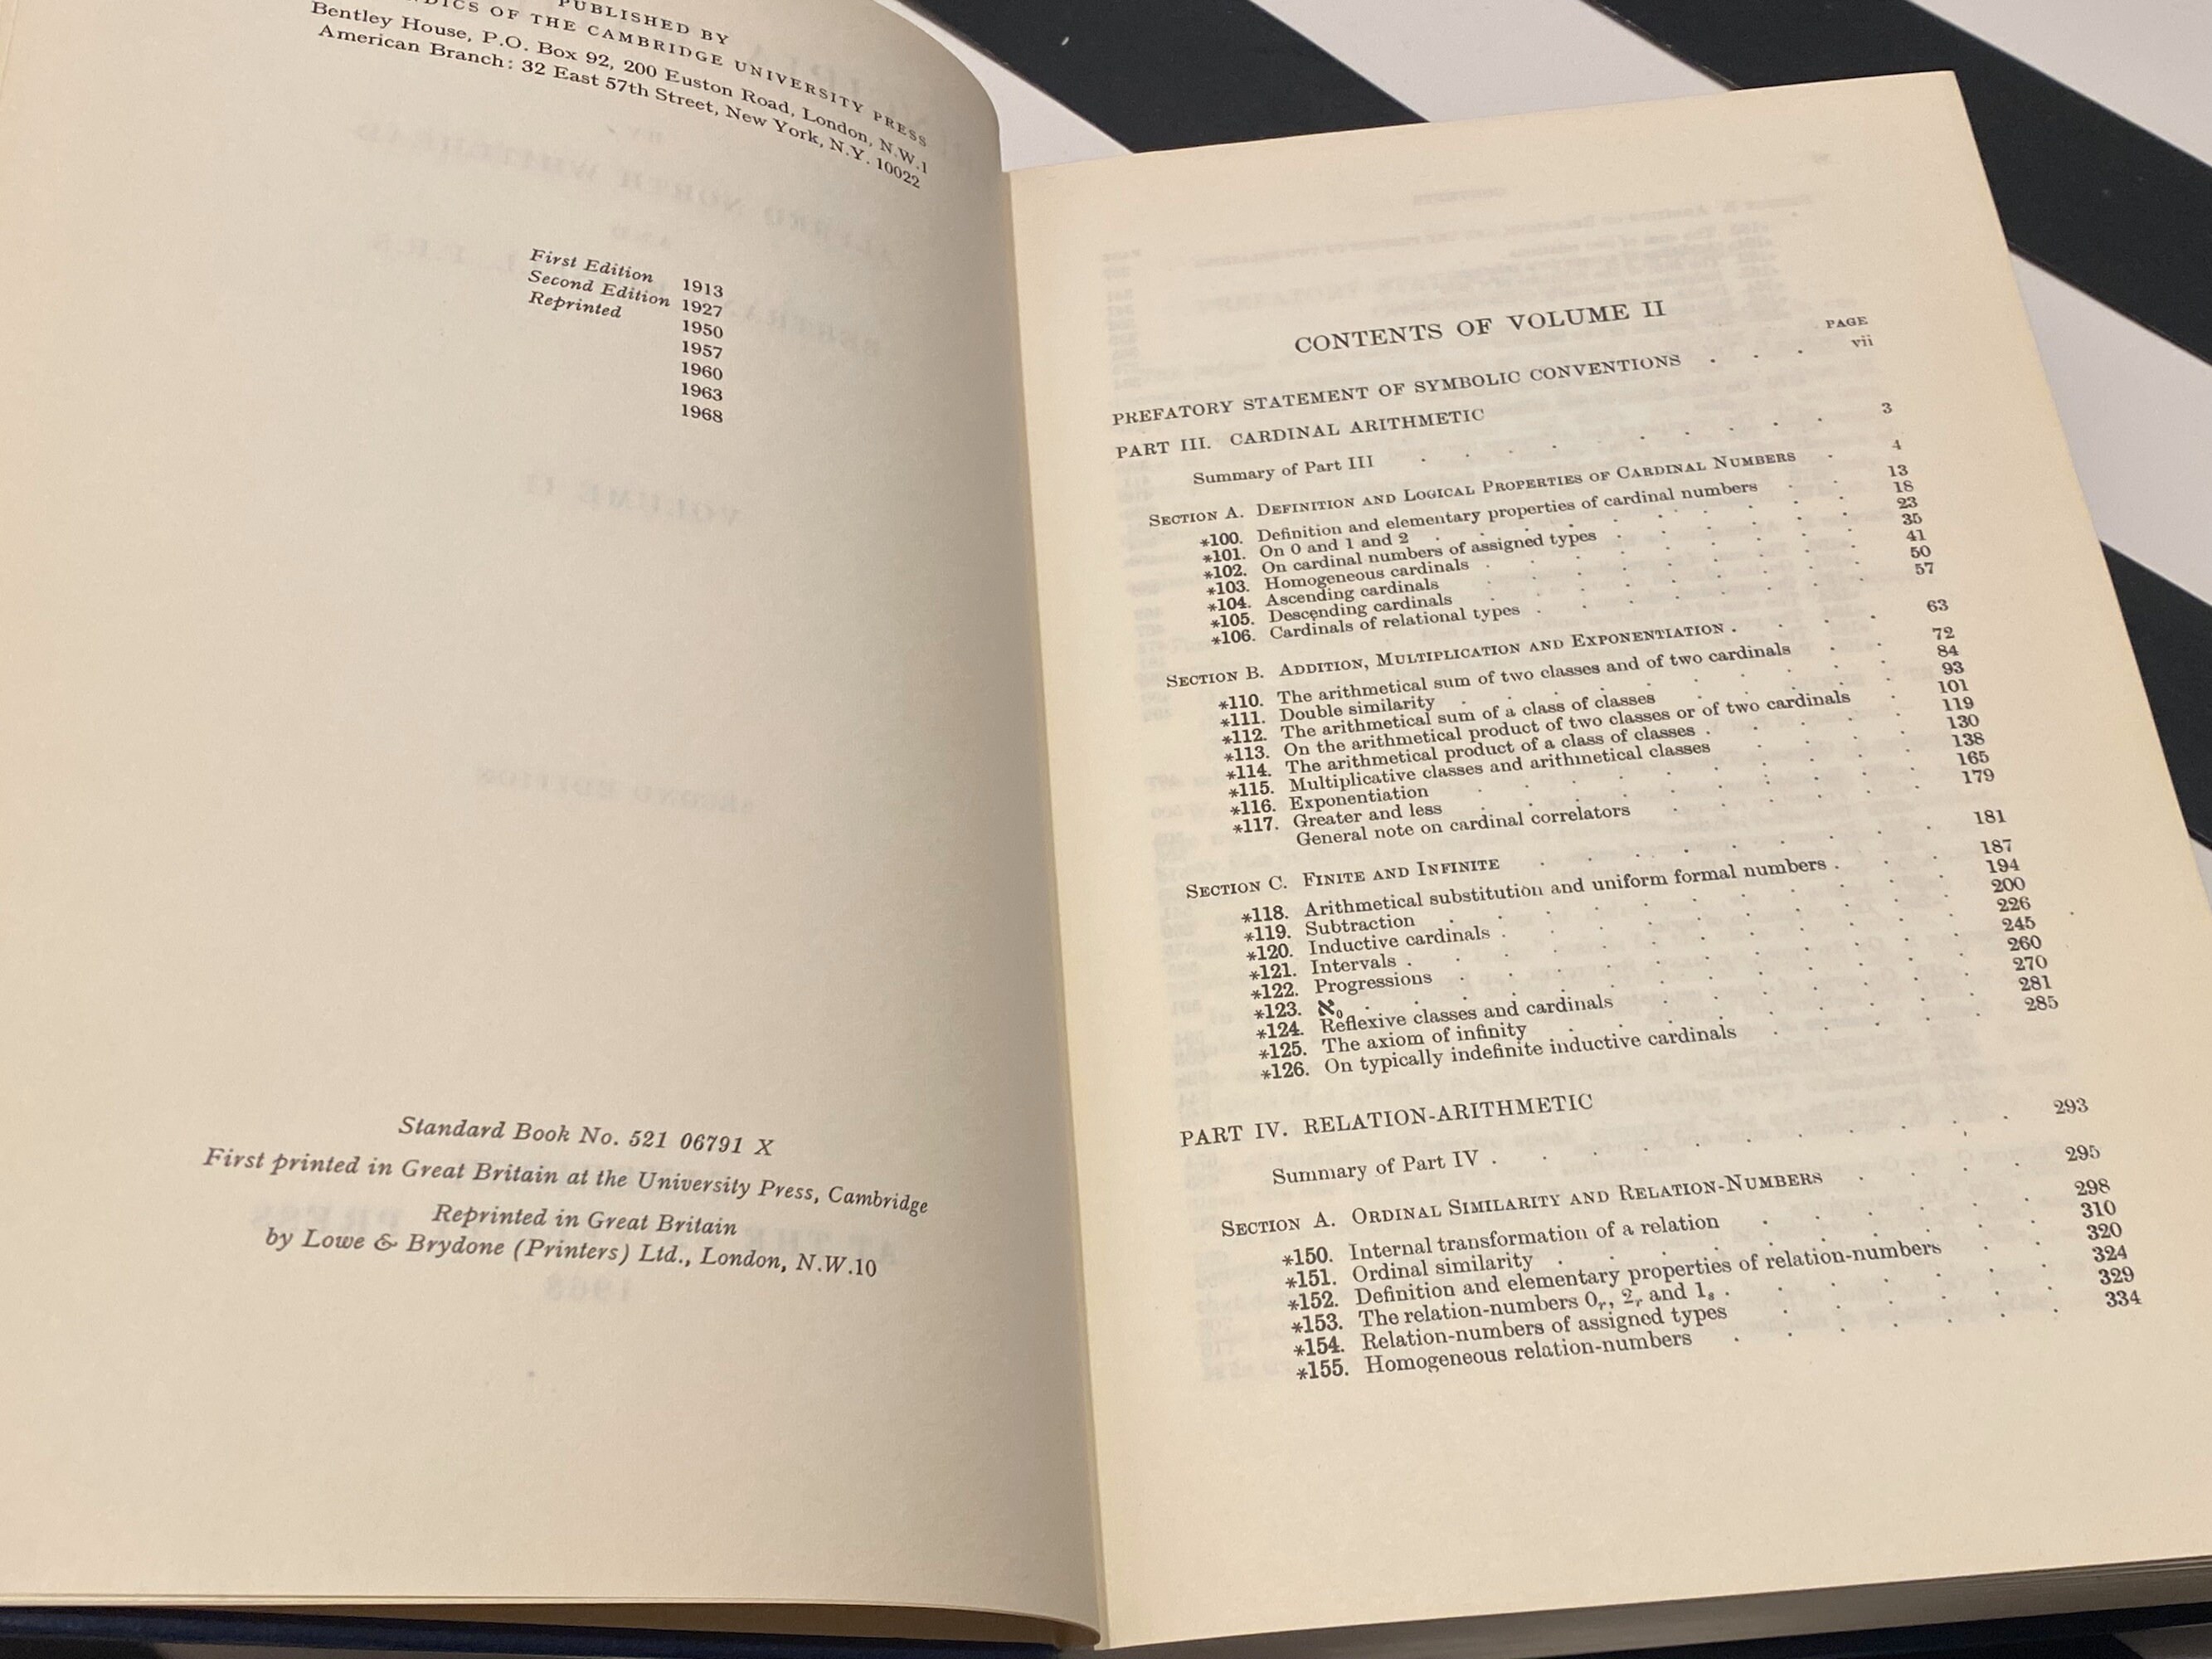 PUBLISHED BY
OF THE CAMBRIDGE UNIVERSITY PRESS
Bentley House, P.O. Box 92, 200 Euston Road, London, N.W.1
American Branch: 32 East 57th Street, New York, N.Y. 10022
First Edition 1913
Second Edition 1927
Reprinted 1950
1957
1960
1963
1968
Standard Book No. 521 06791 X
First printed in Great Britain at the University Press, Cambridge
Reprinted in Great Britain
by Lowe & Brydone (Printers) Ltd., London, N.W.10
CONTENTS OF VOLUME II
PAGE
PREFATORY STATEMENT OF SYMBOLIC CONVENTIONS . . . vii
PART III. CARDINAL ARITHMETIC
Summary of Part III . . . . . . . . 3
SECTION A. DEFINITION AND LOGICAL PROPERTIES OF CARDINAL NUMBERS . 4
*100. Definition and elementary properties of cardinal numbers . . 13
*101. On 0 and 1 and 2 . . . . . . . 18
*102. On cardinal numbers of assigned types . . . . . 23
*103. Homogeneous cardinals . . . . . . . 35
*104. Ascending cardinals . . . . . . . 41
*105. Descending cardinals . . . . . . . 50
*106. Cardinals of relational types . . . . . . 57
SECTION B. ADDITION, MULTIPLICATION AND EXPONENTIATION . . . . 63
*110. The arithmetical sum of two classes and of two cardinals . . 72
*111. Double similarity . . . . . . . 84
*112. The arithmetical sum of a class of classes . . . . 93
*113. On the arithmetical product of two classes or of two cardinals . 101
*114. The arithmetical product of a class of classes . . . . 119
*115. Multiplicative classes and arithmetical classes . . . . 130
*116. Exponentiation . . . . . . . . 138
*117. Greater and less . . . . . . . . 165
General note on cardinal correlators . . . . . 179
SECTION C. FINITE AND INFINITE . . . . . . . 181
*118. Arithmetical substitution and uniform formal numbers . . . 187
*119. Subtraction . . . . . . . . 194
*120. Inductive cardinals . . . . . . . 200
*121. Intervals . . . . . . . . . 226
*122. Progressions . . . . . . . . 245
*123. ℵ₀ . . . . . . . . . 260
*124. Reflexive classes and cardinals . . . . . . 270
*125. The axiom of infinity . . . . . . . 281
*126. On typically indefinite inductive cardinals . . . . 285
PART IV. RELATION-ARITHMETIC
Summary of Part IV . . . . . . . . 293
SECTION A. ORDINAL SIMILARITY AND RELATION-NUMBERS . . . . 295
*150. Internal transformation of a relation . . . . . 298
*151. Ordinal similarity . . . . . . . 310
*152. Definition and elementary properties of relation-numbers . . 320
*153. The relation-numbers 0ᵣ, 2ᵣ and 1ₛ . . . . . . 324
*154. Relation-numbers of assigned types . . . . . 329
*155. Homogeneous relation-numbers . . . . . . 334